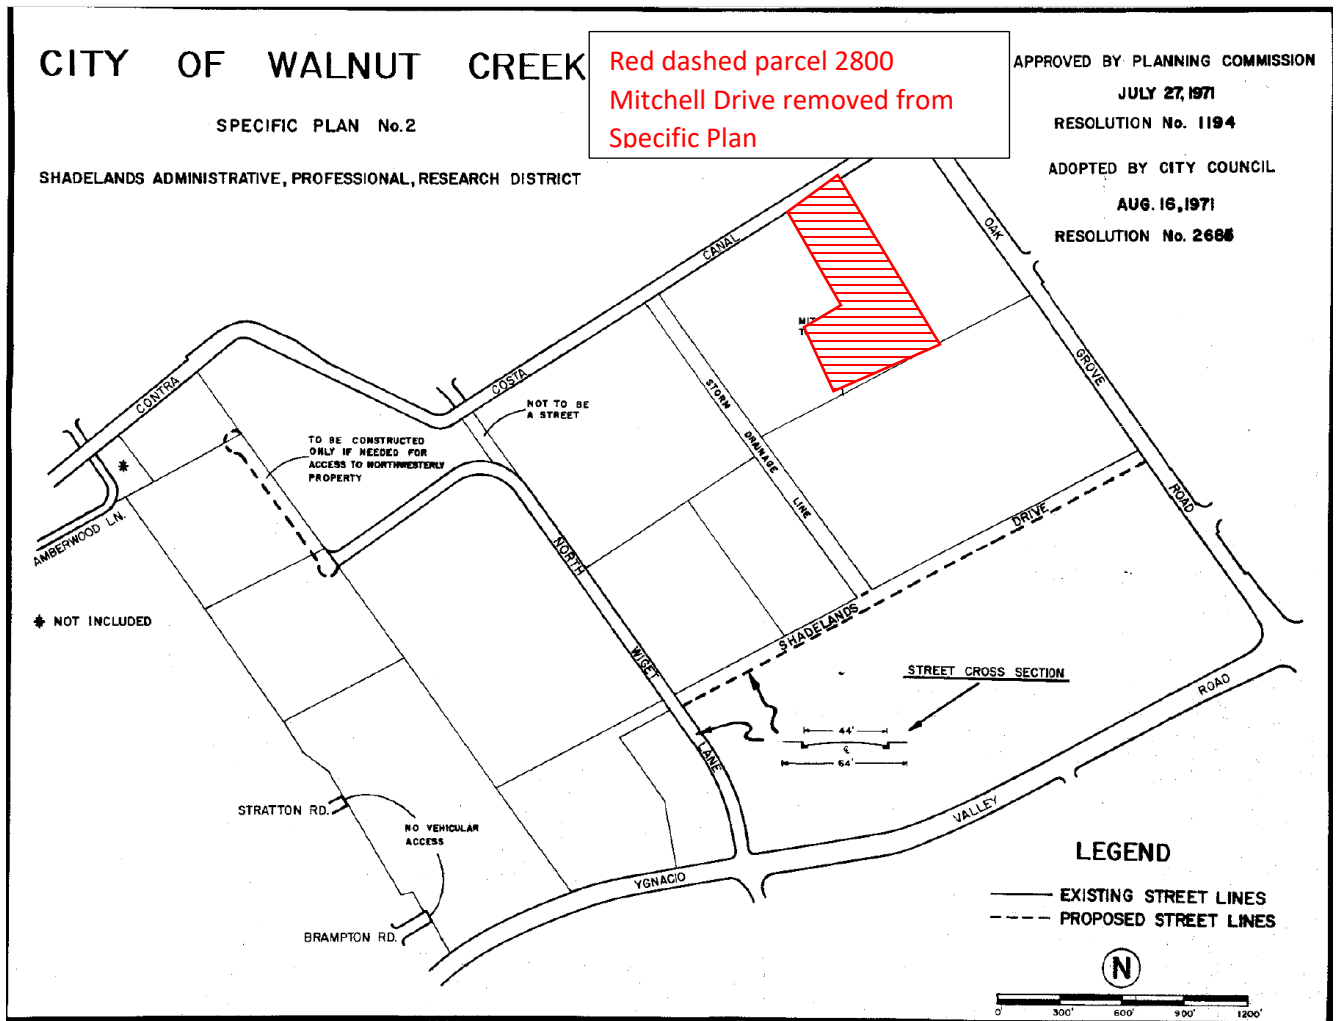 CITY OF WALNUT CREEK
SPECIFIC PLAN No.2
SHADELANDS ADMINISTRATIVE, PROFESSIONAL, RESEARCH DISTRICT
Red dashed parcel 2800
Mitchell Drive removed from
Specific Plan
APPROVED BY PLANNING COMMISSION
JULY 27, 1971
RESOLUTION No. 1194
ADOPTED BY CITY COUNCIL
AUG. 16, 1971
RESOLUTION No.
CONTRA
COSTA
CANAL
OAK
GROVE
ROAD
MIT
T
STORM
DRAINAGE
LINE
NOT TO BE
A STREET
TO BE CONSTRUCTED
ONLY IF NEEDED FOR
ACCESS TO NORTHWESTERLY
PROPERTY
*
AMBERWOOD LN.
* NOT INCLUDED
NORTH
WIGET
LANE
SHADELANDS
DRIVE
STREET CROSS SECTION
44'
℄
64'
STRATTON RD.
NO VEHICULAR
ACCESS
BRAMPTON RD.
YGNACIO
VALLEY
ROAD
LEGEND
EXISTING STREET LINES
PROPOSED STREET LINES
N
0' 300' 600' 900' 1200'